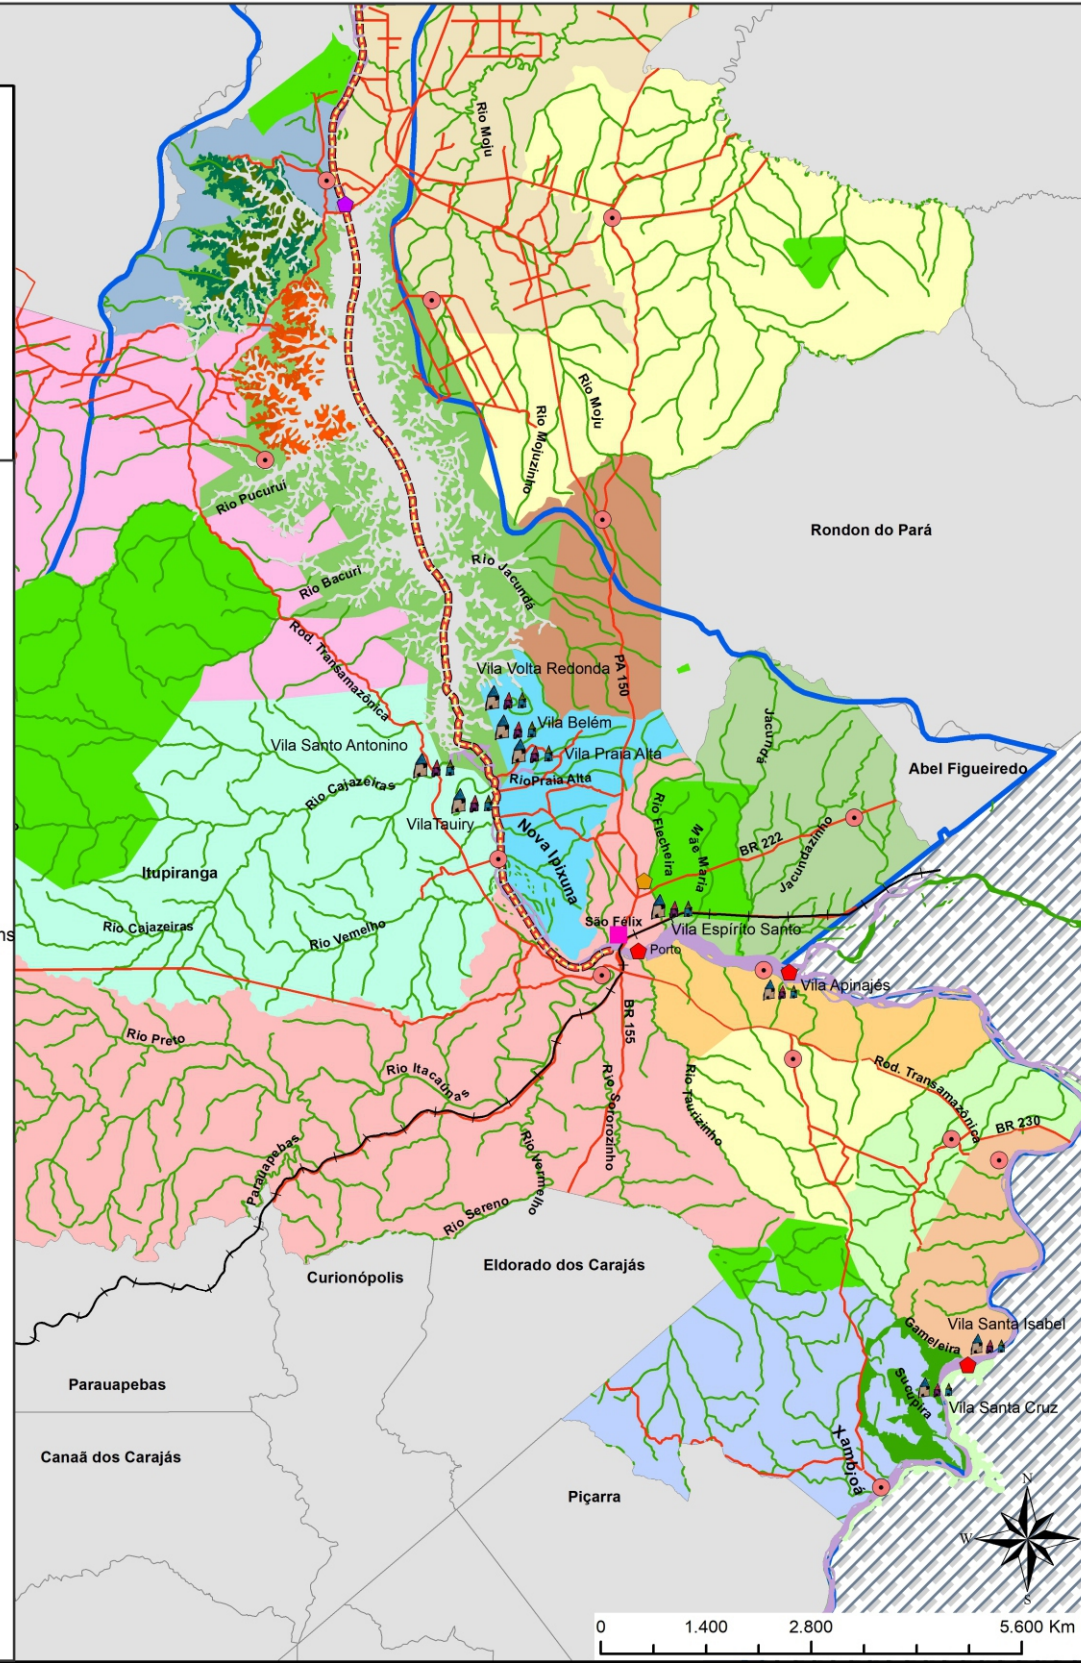 Rio Moju
Rio Moju
Rio Mojuzinho
Rio Pucuruí
Rondon do Pará
Rio Jacundá
Rio Bacuri
Rod. Transamazônica
PA 150
Vila Volta Redonda
Jacundá
Vila Belém
Vila Santo Antonino
Vila Praia Alta
Abel Figueiredo
RioPraia Alta
Rio Cajazeiras
Rio Flecheira
VilaTauiry
Nova Ipixuna
Mãe Maria
BR 222
Jacundazinho
Itupiranga
São Félix
Rio Cajazeiras
Rio Vemelho
ns
Vila Espírito Santo
Porto
Vila Apinajés
BR 155
Rio Preto
Rio Itacaúnas
Rod. Transamazônica
Rio Sororozinho
Rio Taurizinho
BR 230
Parauapebas
Rio Vermelho
Rio Sereno
Eldorado dos Carajás
Curionópolis
Gameleira
Vila Santa Isabel
Parauapebas
Sucupira
Vila Santa Cruz
Canaã dos Carajás
Xambioá
Piçarra
N
W
S
0 1.400 2.800 5.600 Km